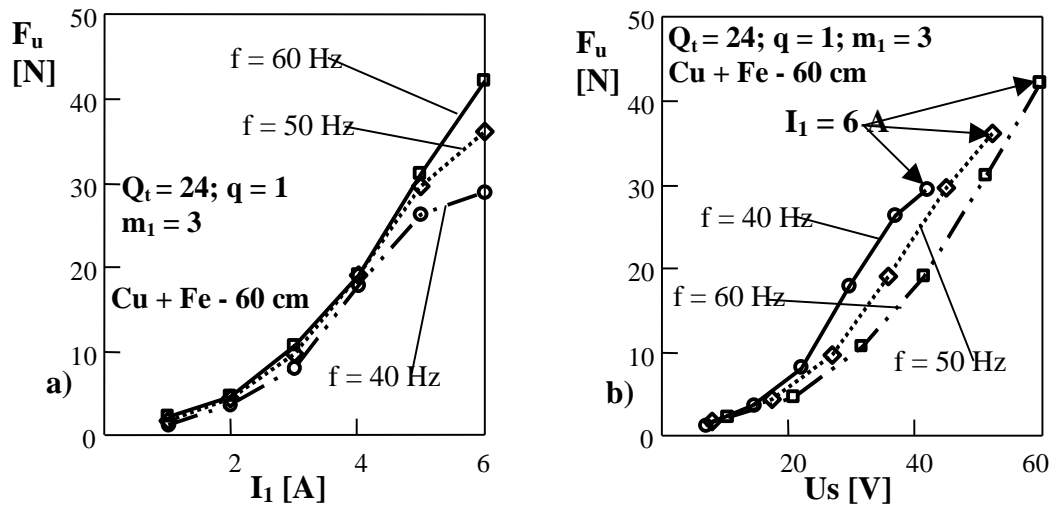 F_u
[N]
50
40
30
20
10
0
f = 60 Hz
f = 50 Hz
Q_t = 24; q = 1
m_1 = 3
Cu + Fe - 60 cm
f = 40 Hz
a)
2
4
6
I_1 [A]
F_u
[N]
50
40
30
20
10
0
Q_t = 24; q = 1; m_1 = 3
Cu + Fe - 60 cm
I_1 = 6 A
f = 40 Hz
f = 60 Hz
f = 50 Hz
b)
20
40
60
Us [V]